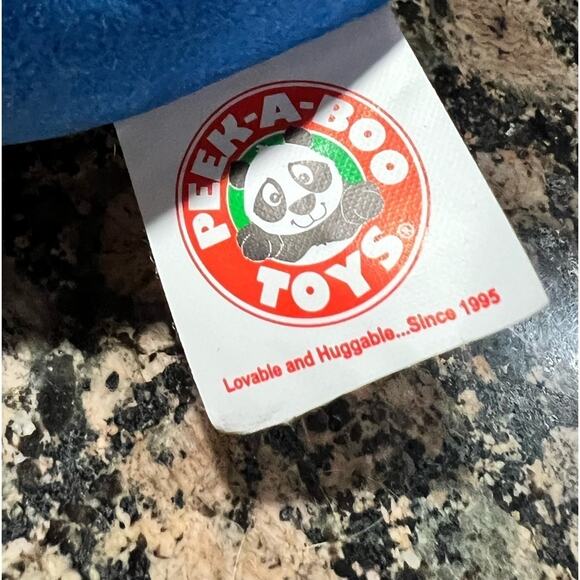 PEEK-A-BOO
TOYS®
Lovable and Huggable...Since 1995